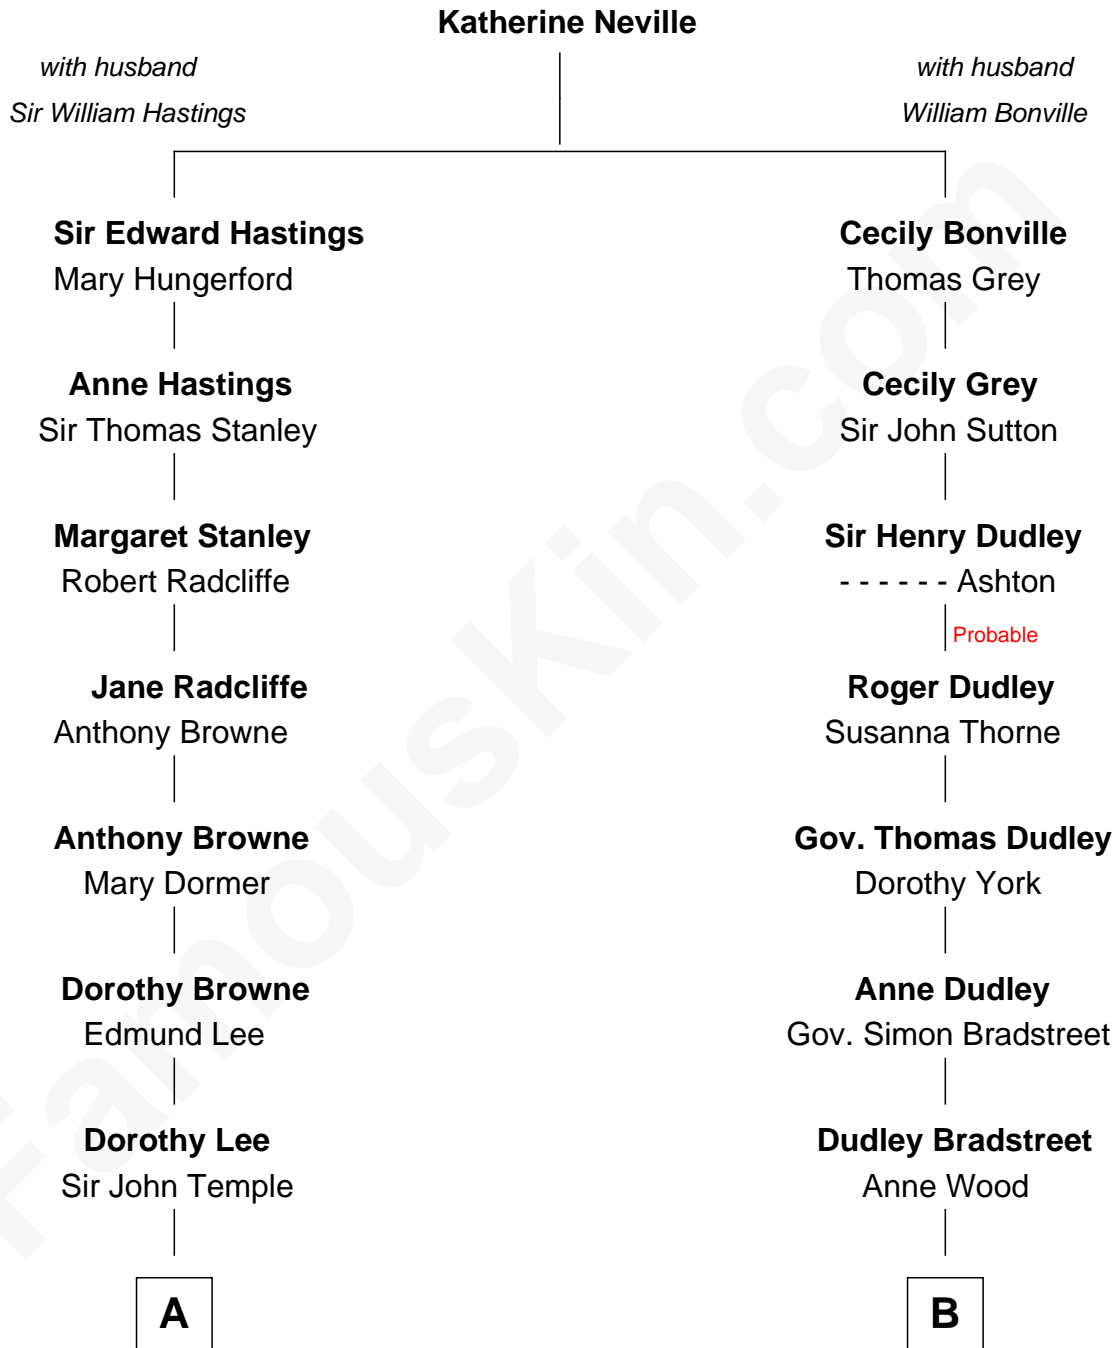 Katherine Neville
with husband
Sir William Hastings
with husband
William Bonville
Sir Edward Hastings
Mary Hungerford
Cecily Bonville
Thomas Grey
Anne Hastings
Sir Thomas Stanley
Cecily Grey
Sir John Sutton
Margaret Stanley
Robert Radcliffe
Sir Henry Dudley
- - - - - - Ashton
Probable
Jane Radcliffe
Anthony Browne
Roger Dudley
Susanna Thorne
Anthony Browne
Mary Dormer
Gov. Thomas Dudley
Dorothy York
Dorothy Browne
Edmund Lee
Anne Dudley
Gov. Simon Bradstreet
Dorothy Lee
Sir John Temple
Dudley Bradstreet
Anne Wood
A
B
FamousKin.com